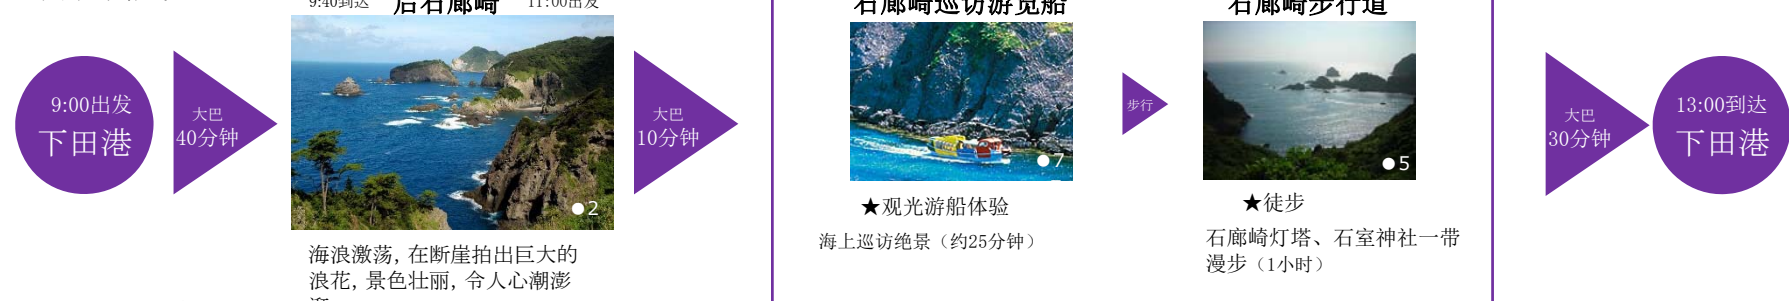 9:40到达
后石廊崎
11:00出发
石廊崎巡访游览船
石廊崎步行道
9:00出发
下田港
大巴
40分钟
●2
大巴
10分钟
●7
步行
●5
大巴
30分钟
13:00到达
下田港
海浪激荡, 在断崖拍出巨大的
浪花, 景色壮丽, 令人心潮澎
★观光游船体验
海上巡访绝景（约25分钟）
★徒步
石廊崎灯塔、石室神社一带
漫步（1小时）